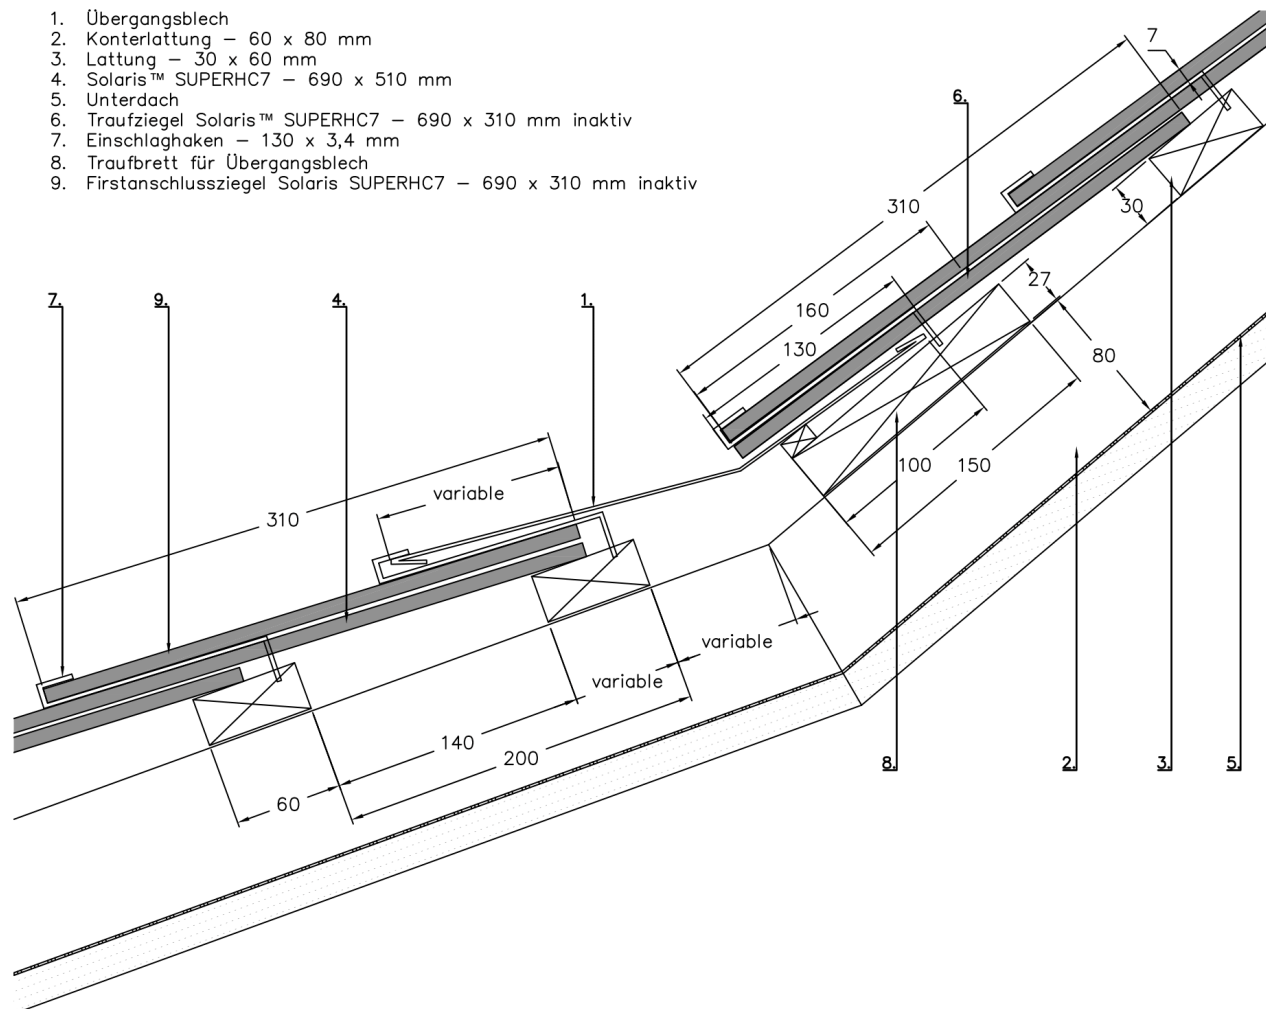 1. Übergangsblech
2. Konterlattung – 60 x 80 mm
3. Lattung – 30 x 60 mm
4. Solaris™ SUPERHC7 – 690 x 510 mm
5. Unterdach
6. Traufziegel Solaris™ SUPERHC7 – 690 x 310 mm inaktiv
7. Einschlaghaken – 130 x 3,4 mm
8. Traufbrett für Übergangsblech
9. Firstanschlussziegel Solaris SUPERHC7 – 690 x 310 mm inaktiv
7
6.
310
30
27
160
130
80
7.
9.
4.
1.
100
150
variable
310
variable
variable
140
200
60
8.
2.
3.
5.